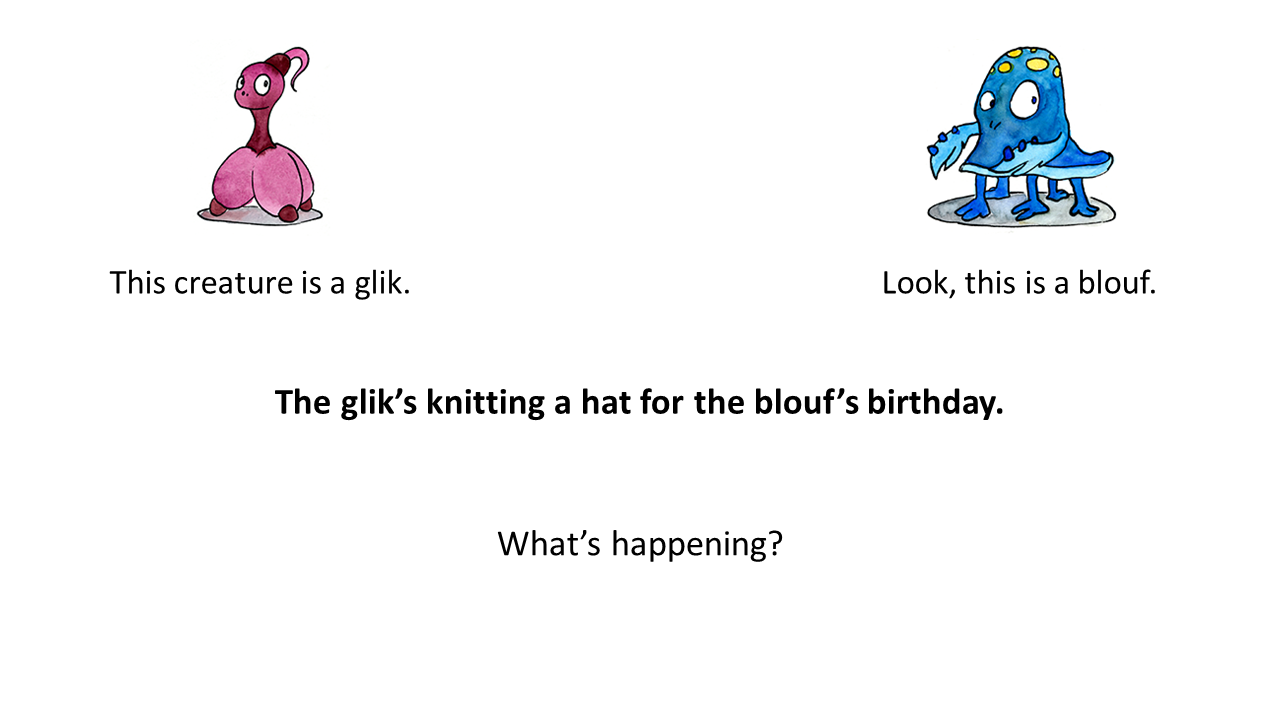 This creature is a glik.
Look, this is a blouf.
The glik’s knitting a hat for the blouf’s birthday.
What’s happening?